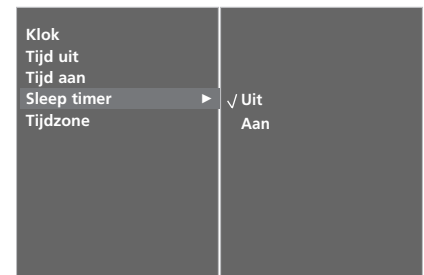 Klok
Tijd uit
Tijd aan
Sleep timer ►
Tijdzone
√ Uit
Aan